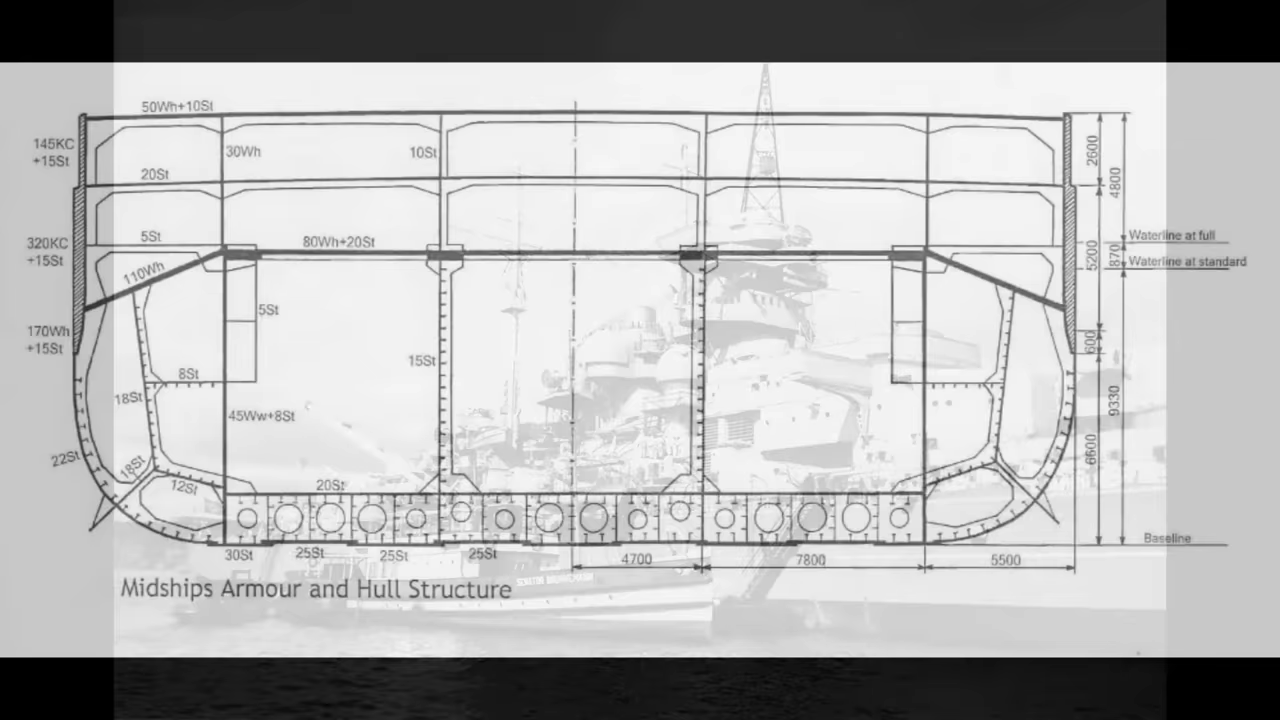 50Wh+10St
145KC
+15St
30Wh
10St
20St
2600
4800
5St
80Wh+20St
320KC
+15St
110Wh
Waterline at full
5200
870
Waterline at standard
5St
170Wh
+15St
600
15St
8St
18St
45Ww+8St
9330
22St
18St
12St
20St
6600
30St
25St
25St
25St
4700
7800
5500
Baseline
Midships Armour and Hull Structure